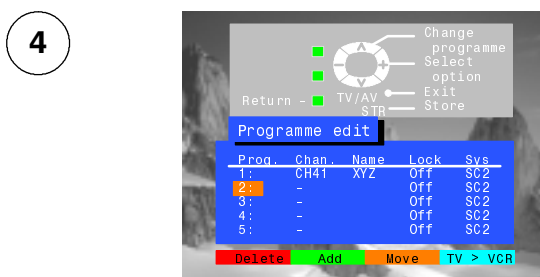 4
Change
programme
Select
option
Exit
Return – TV/AV
STR Store
Programme edit
Prog. Chan. Name Lock Sys
1: CH41 XYZ Off SC2
2: – Off SC2
3: – Off SC2
4: – Off SC2
5: – Off SC2
Delete Add Move TV > VCR